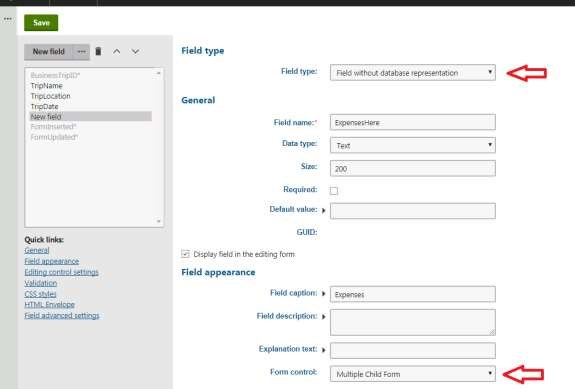 ...
Save
New field ...
BusinessTripID*
TripName
TripLocation
TripDate
New field
FormInserted*
FormUpdated*
Quick links:
General
Field appearance
Editing control settings
Validation
CSS styles
HTML Envelope
Field advanced settings
Field type
Field type: Field without database representation
General
Field name:* ExpensesHere
Data type: Text
Size: 200
Required:
Default value:
GUID:
Display field in the editing form
Field appearance
Field caption: Expenses
Field description:
Explanation text:
Form control: Multiple Child Form